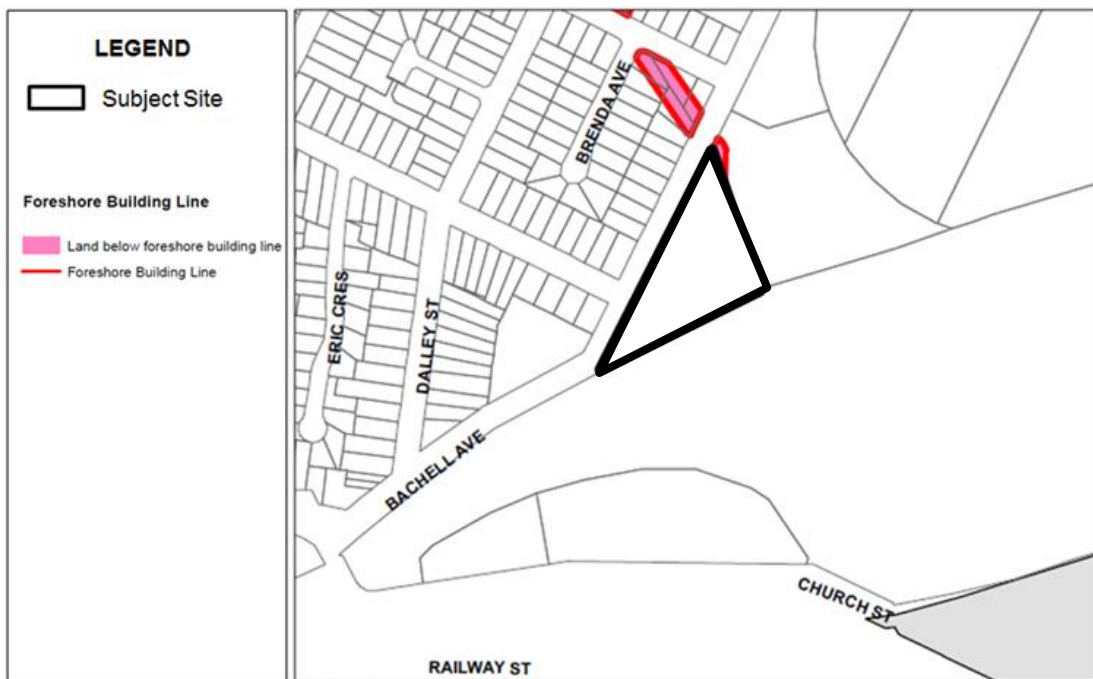 LEGEND
Subject Site
Foreshore Building Line
Land below foreshore building line
Foreshore Building Line
BRENDA AVE
ERIC CRES
DALLEY ST
BACHELL AVE
CHURCH ST
RAILWAY ST